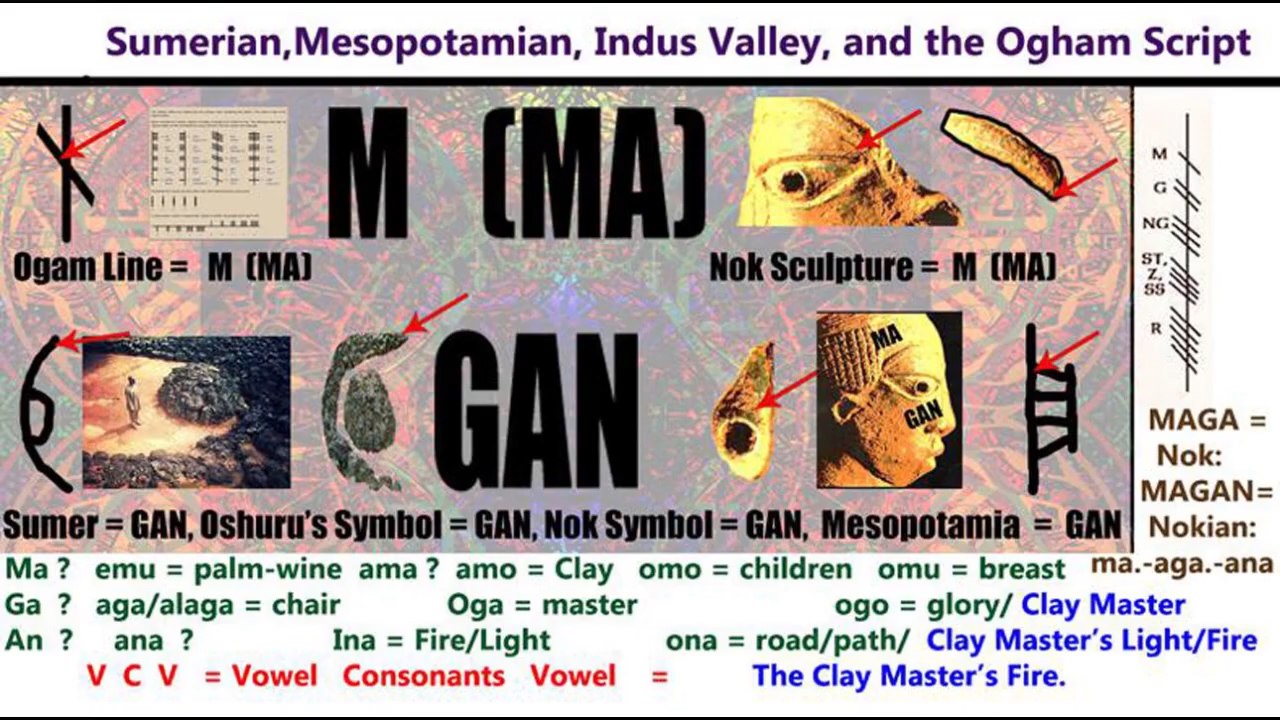 Sumerian,Mesopotamian, Indus Valley, and the Ogham Script
M (MA)
Ogam Line = M (MA)
Nok Sculpture = M (MA)
M
G
NG
ST,
Z,
SS
R
GAN
MA
GAN
Sumer = GAN, Oshuru's Symbol = GAN, Nok Symbol = GAN, Mesopotamia = GAN
MAGA =
Nok:
MAGAN=
Nokian:
ma.-aga.-ana
Ma ? emu = palm-wine ama ? amo = Clay omo = children omu = breast
Ga ? aga/alaga = chair Oga = master ogo = glory/ Clay Master
An ? ana ? Ina = Fire/Light ona = road/path/ Clay Master's Light/Fire
V C V = Vowel Consonants Vowel = The Clay Master's Fire.